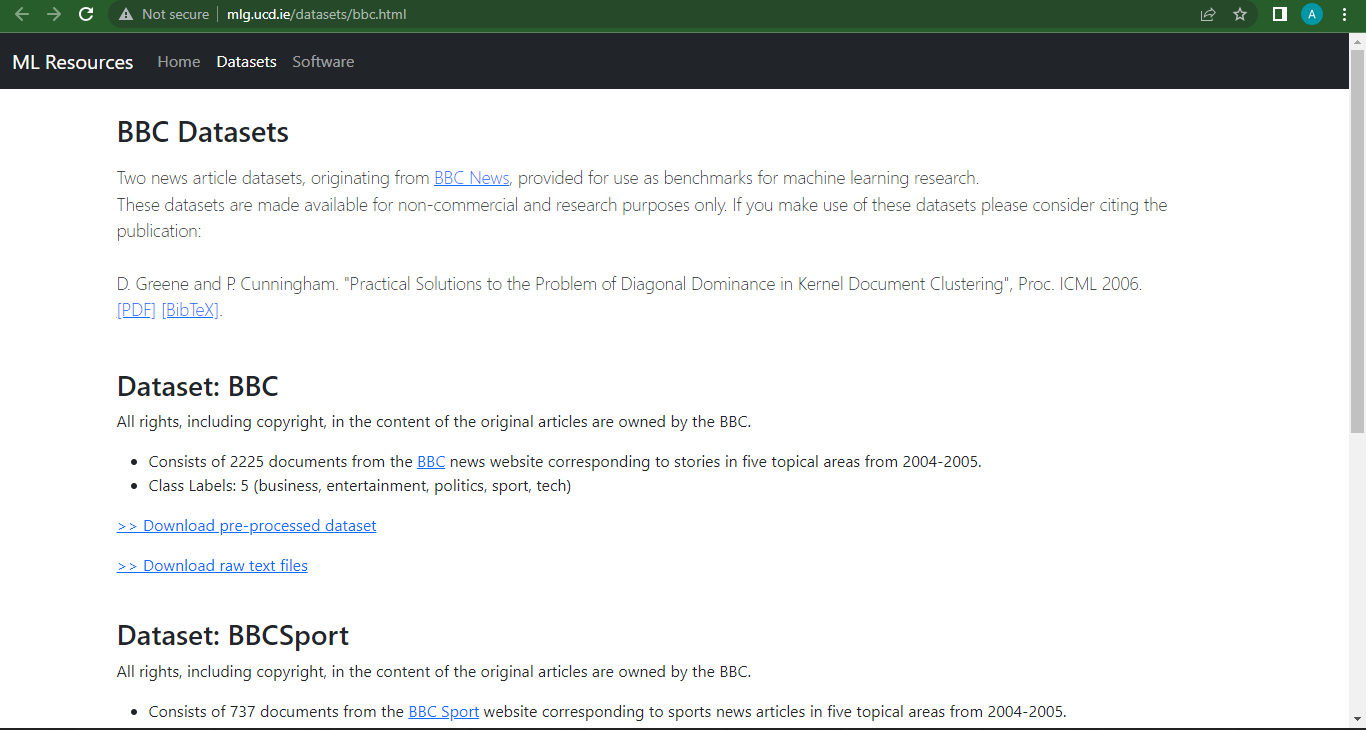 Not secure | mlg.ucd.ie/datasets/bbc.html A
ML Resources Home Datasets Software
BBC Datasets
Two news article datasets, originating from BBC News, provided for use as benchmarks for machine learning research.
These datasets are made available for non-commercial and research purposes only. If you make use of these datasets please consider citing the
publication:
D. Greene and P. Cunningham. "Practical Solutions to the Problem of Diagonal Dominance in Kernel Document Clustering", Proc. ICML 2006.
[PDF] [BibTeX].
Dataset: BBC
All rights, including copyright, in the content of the original articles are owned by the BBC.
• Consists of 2225 documents from the BBC news website corresponding to stories in five topical areas from 2004-2005.
• Class Labels: 5 (business, entertainment, politics, sport, tech)
>> Download pre-processed dataset
>> Download raw text files
Dataset: BBCSport
All rights, including copyright, in the content of the original articles are owned by the BBC.
• Consists of 737 documents from the BBC Sport website corresponding to sports news articles in five topical areas from 2004-2005.